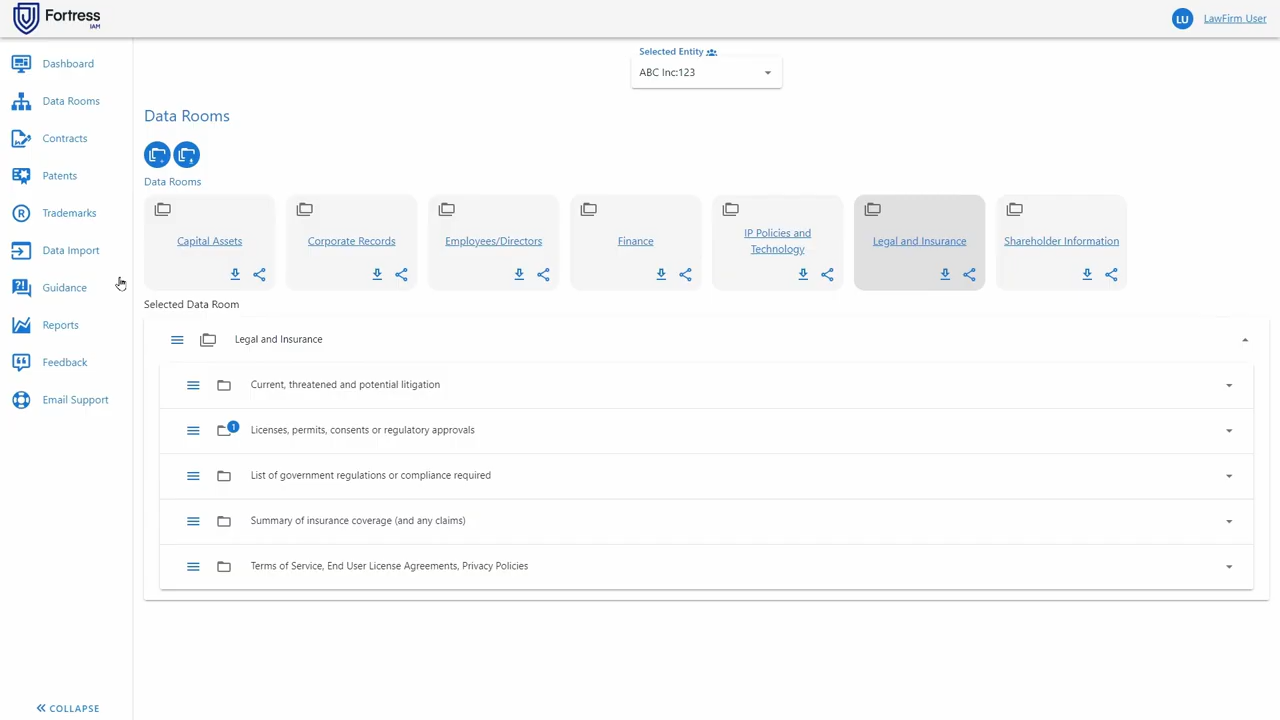 Fortress
IAM
LU
LawFirm User
Dashboard
Data Rooms
Contracts
Patents
Trademarks
Data Import
Guidance
Reports
Feedback
Email Support
COLLAPSE
Selected Entity
ABC Inc:123
Data Rooms
Data Rooms
Capital Assets
Corporate Records
Employees/Directors
Finance
IP Policies and
Technology
Legal and Insurance
Shareholder Information
Selected Data Room
Legal and Insurance
Current, threatened and potential litigation
1
Licenses, permits, consents or regulatory approvals
List of government regulations or compliance required
Summary of insurance coverage (and any claims)
Terms of Service, End User License Agreements, Privacy Policies